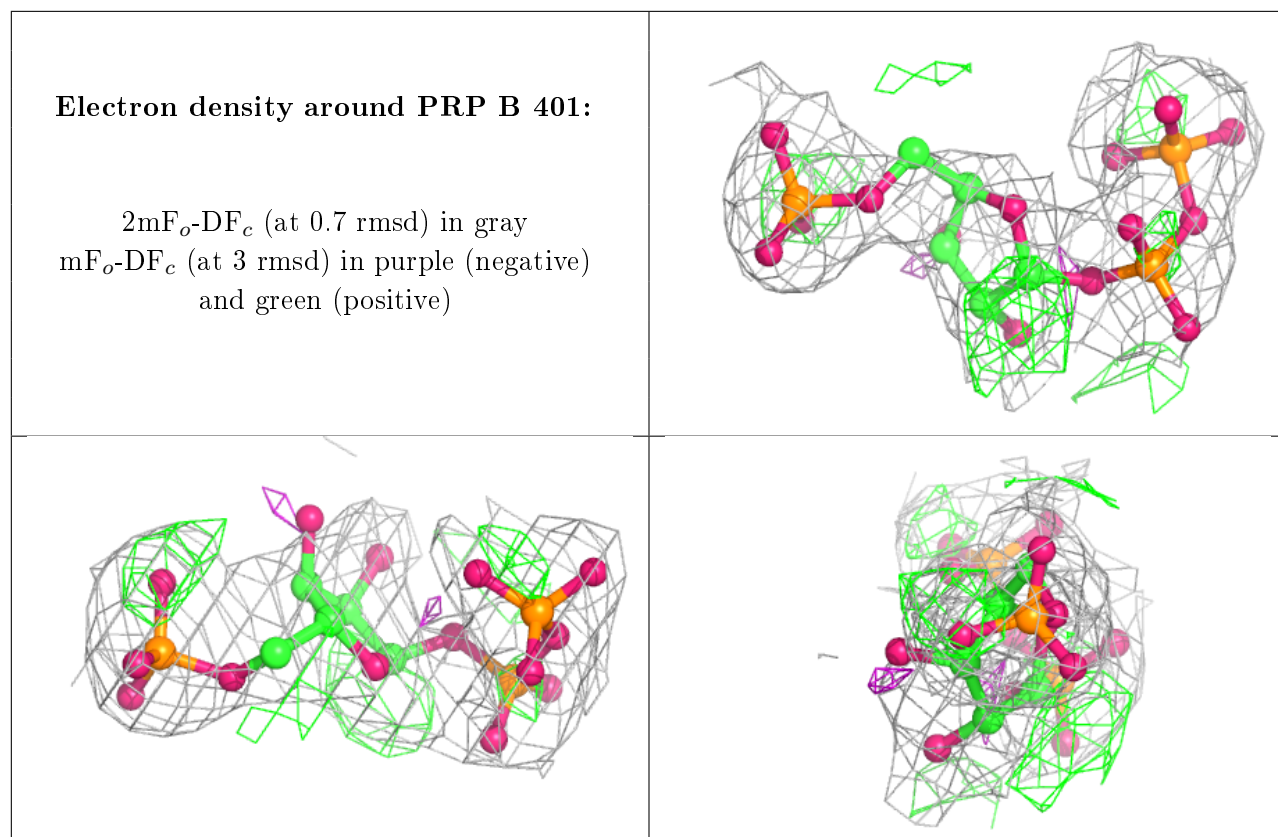 Electron density around PRP B 401:
2mFo-DFc (at 0.7 rmsd) in gray
mFo-DFc (at 3 rmsd) in purple (negative)
and green (positive)